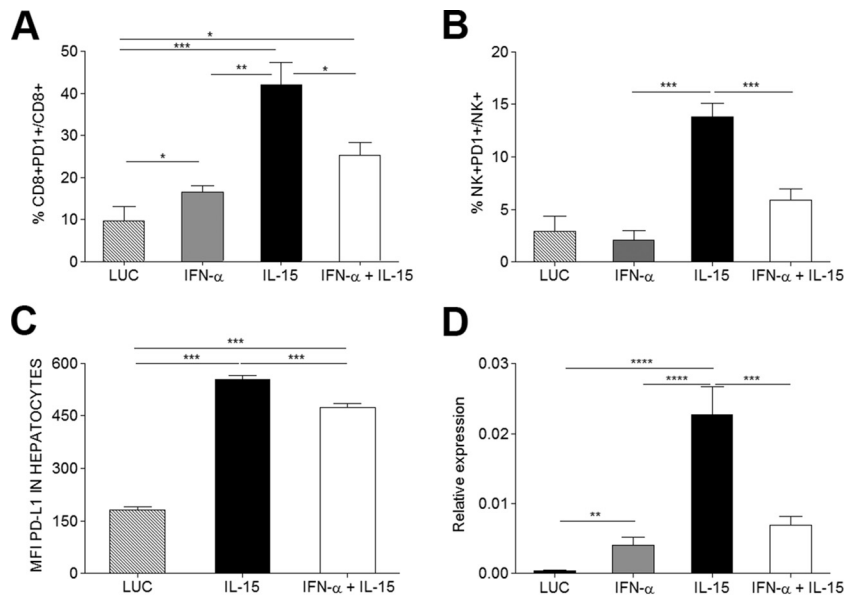 A
*
***
**
*
*
% CD8+PD1+/CD8+
50
40
30
20
10
0
LUC
IFN-α
IL-15
IFN-α + IL-15
B
***
***
% NK+PD1+/NK+
20
15
10
5
0
LUC
IFN-α
IL-15
IFN-α + IL-15
C
***
***
***
MFI PD-L1 IN HEPATOCYTES
600
450
300
150
0
LUC
IL-15
IFN-α + IL-15
D
****
****
***
**
Relative expression
0.03
0.02
0.01
0.00
LUC
IFN-α
IL-15
IFN-α + IL-15